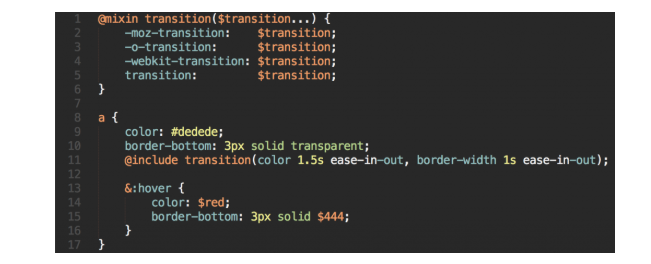 1 @mixin transition($transition...) {
2 -moz-transition: $transition;
3 -o-transition: $transition;
4 -webkit-transition: $transition;
5 transition: $transition;
6 }
7
8 a {
9 color: #dedede;
10 border-bottom: 3px solid transparent;
11 @include transition(color 1.5s ease-in-out, border-width 1s ease-in-out);
12
13 &:hover {
14 color: $red;
15 border-bottom: 3px solid $444;
16 }
17 }